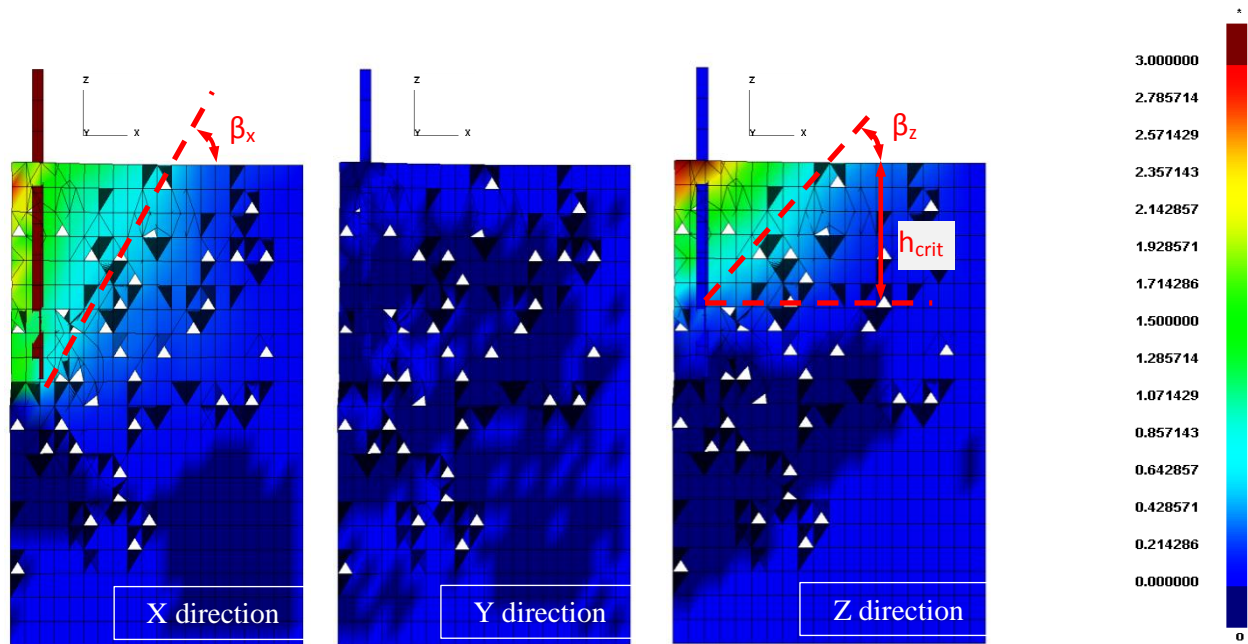 *
3.000000
2.785714
2.571429
2.357143
2.142857
1.928571
1.714286
1.500000
1.285714
1.071429
0.857143
0.642857
0.428571
0.214286
0.000000
0
Z
Y X
βx
X direction
Z
Y X
Y direction
Z
Y X
βz
hcrit
Z direction